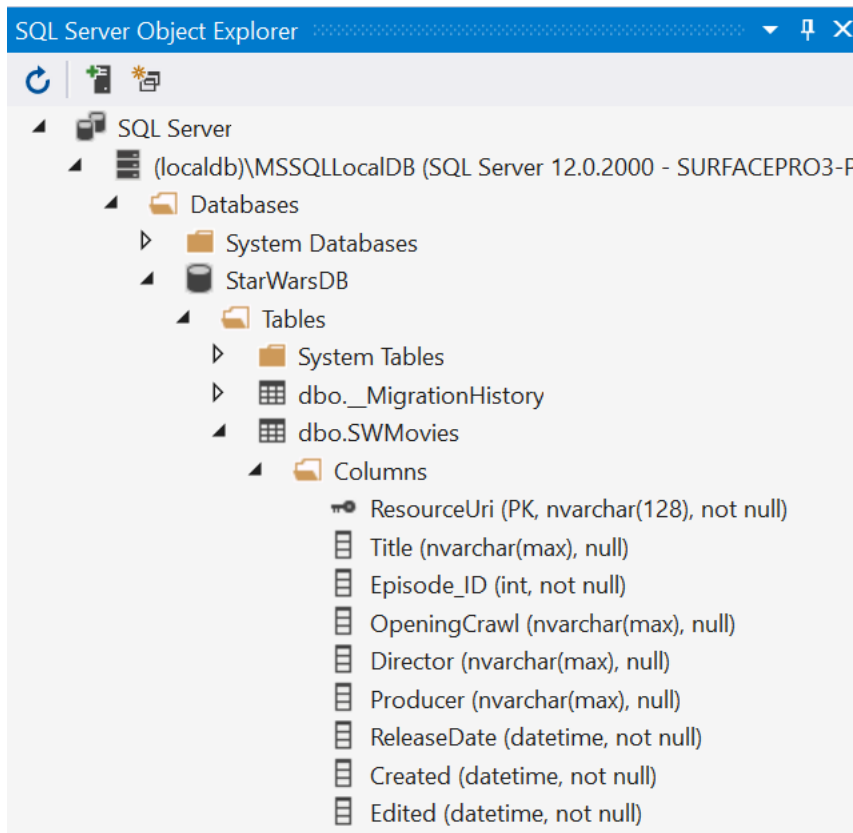 SQL Server Object Explorer
SQL Server
(localdb)\MSSQLLocalDB (SQL Server 12.0.2000 - SURFACEPRO3-P
Databases
System Databases
StarWarsDB
Tables
System Tables
dbo.__MigrationHistory
dbo.SWMovies
Columns
ResourceUri (PK, nvarchar(128), not null)
Title (nvarchar(max), null)
Episode_ID (int, not null)
OpeningCrawl (nvarchar(max), null)
Director (nvarchar(max), null)
Producer (nvarchar(max), null)
ReleaseDate (datetime, not null)
Created (datetime, not null)
Edited (datetime, not null)